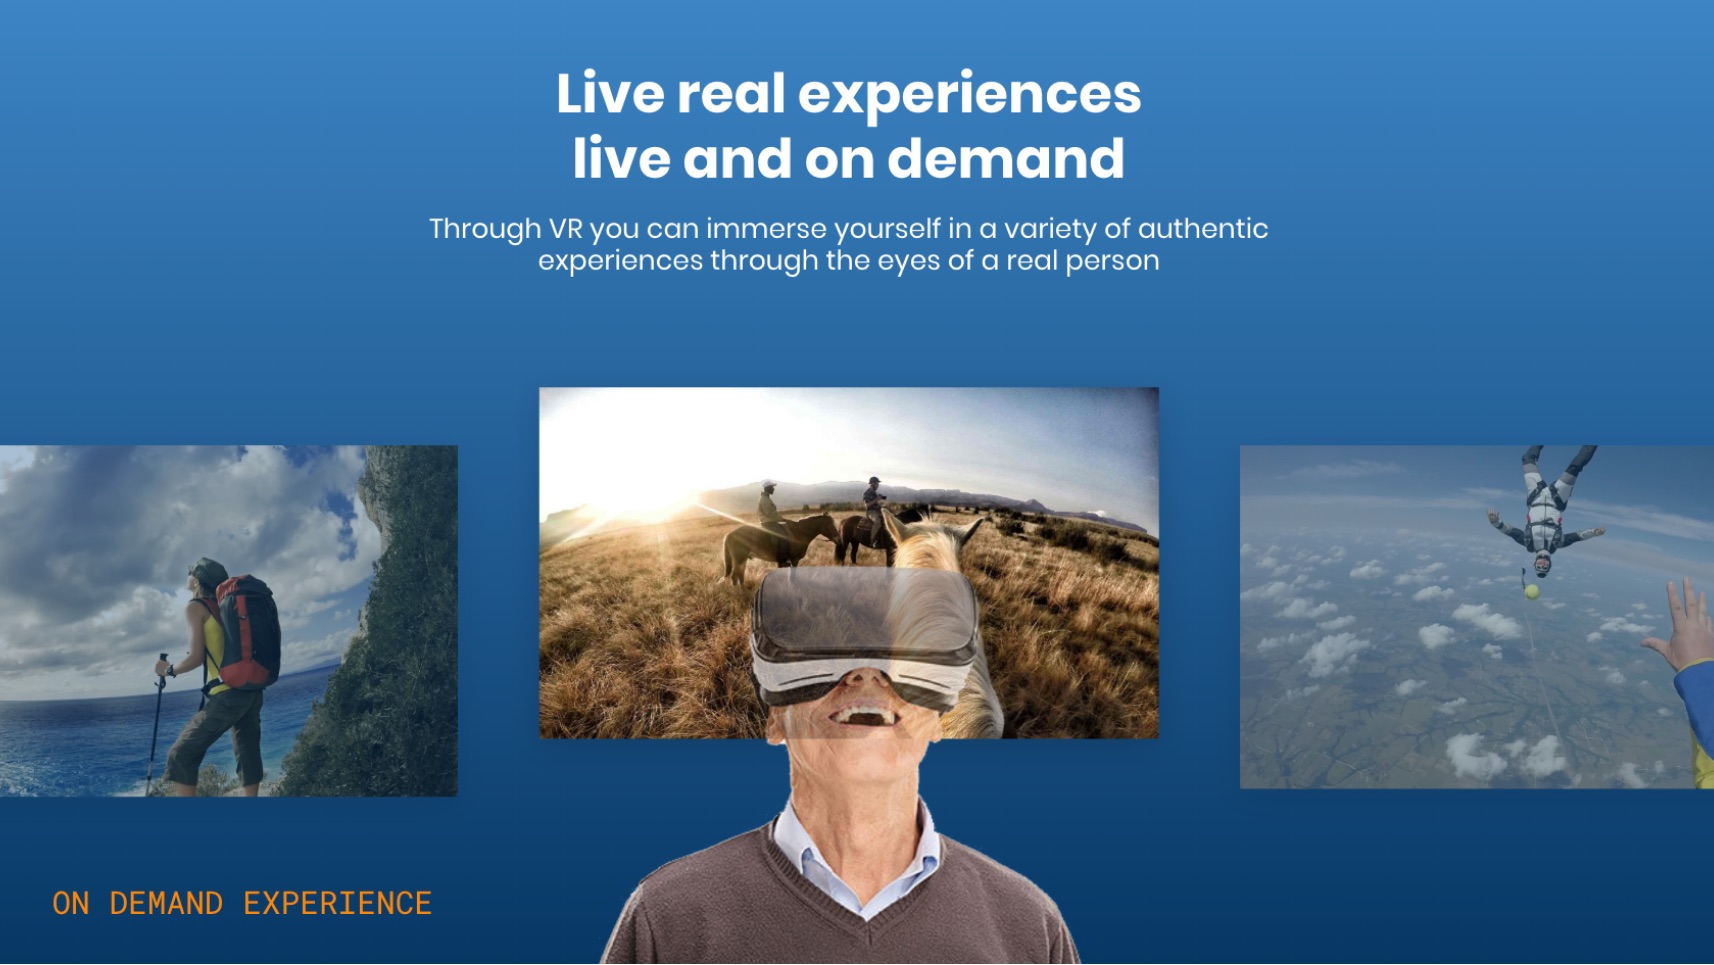 Live real experiences
live and on demand
Through VR you can immerse yourself in a variety of authentic
experiences through the eyes of a real person
ON DEMAND EXPERIENCE